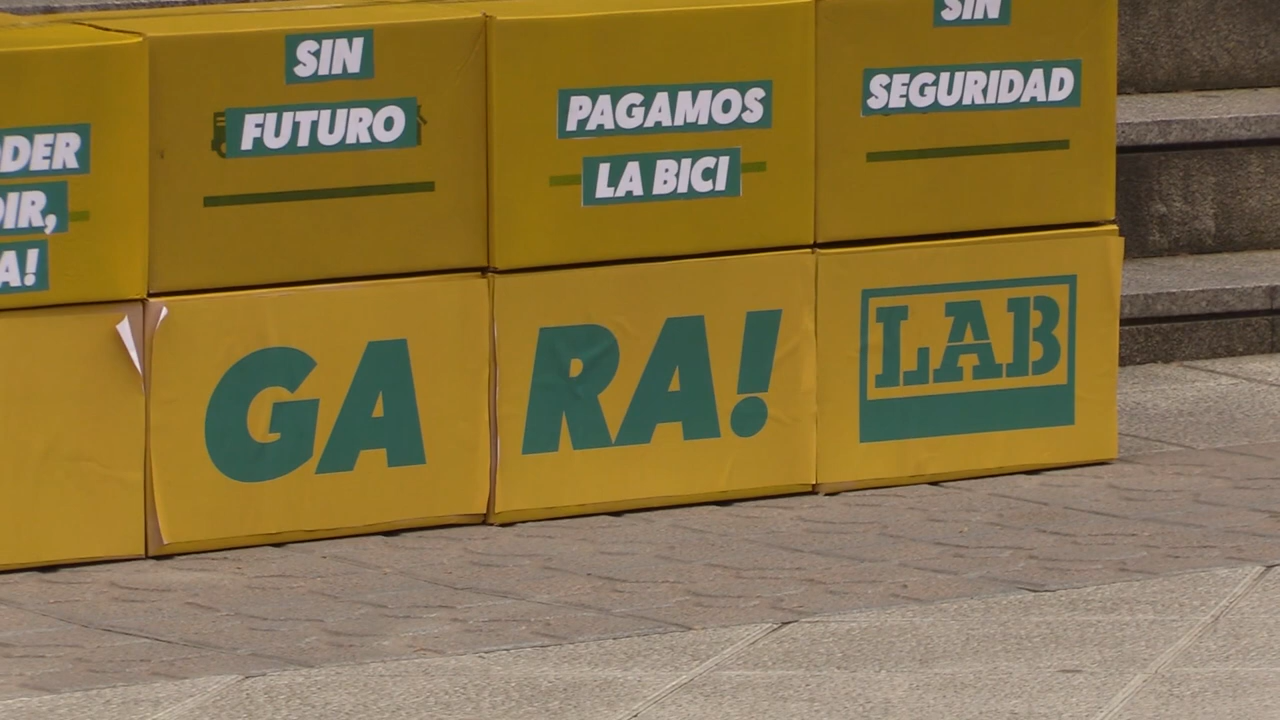 SIN
FUTURO
PAGAMOS
LA BICI
SIN
SEGURIDAD
GA RA! LAB